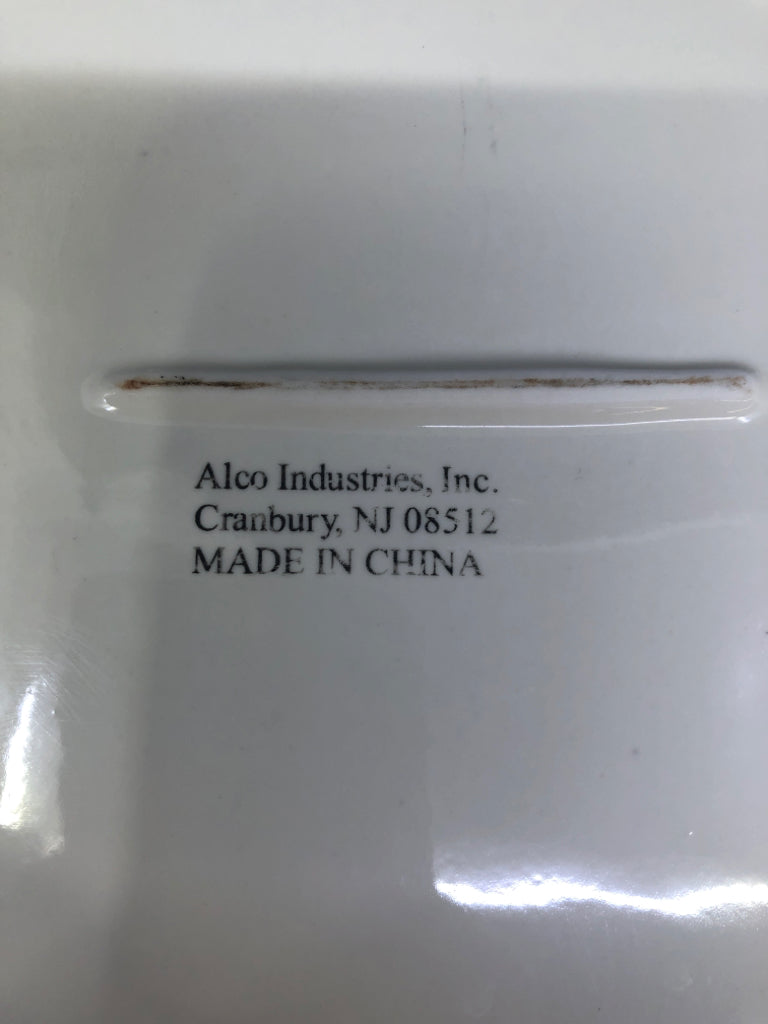 Alco Industries, Inc.
Cranbury, NJ 08512
MADE IN CHINA